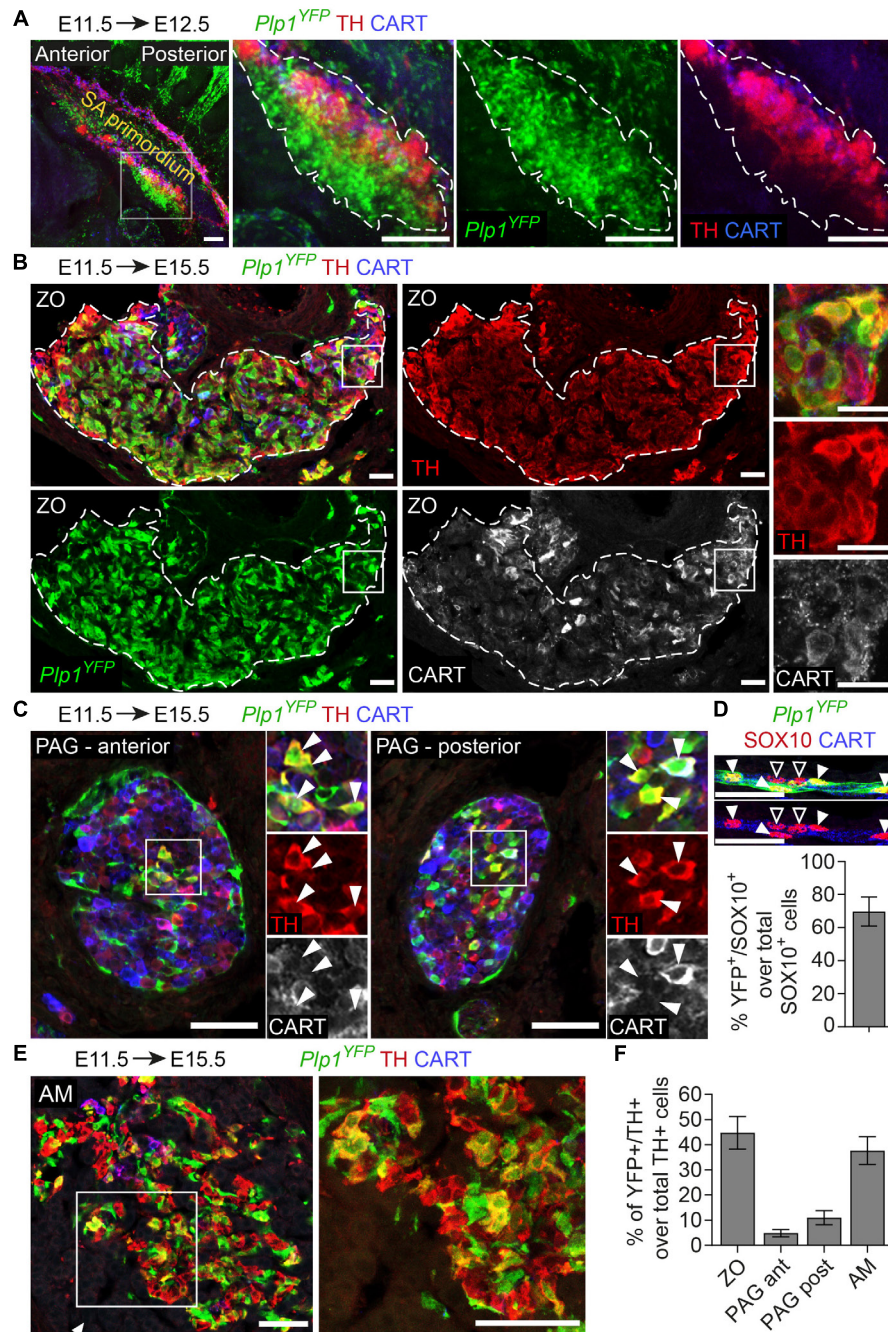 A E11.5 → E12.5 Plp1YFP TH CART
Anterior Posterior
SA primordium
Plp1YFP
TH CART
B E11.5 → E15.5 Plp1YFP TH CART
ZO
ZO
TH
TH
ZO
ZO
Plp1YFP
CART
CART
C E11.5 → E15.5 Plp1YFP TH CART
PAG - anterior
TH
CART
PAG - posterior
TH
CART
D
Plp1YFP
SOX10 CART
% YFP+/SOX10+
over total
SOX10+ cells
100
80
60
40
20
0
E E11.5 → E15.5 Plp1YFP TH CART
AM
F
% of YFP+/TH+
over total TH+ cells
60
50
40
30
20
10
0
ZO
PAG ant
PAG post
AM